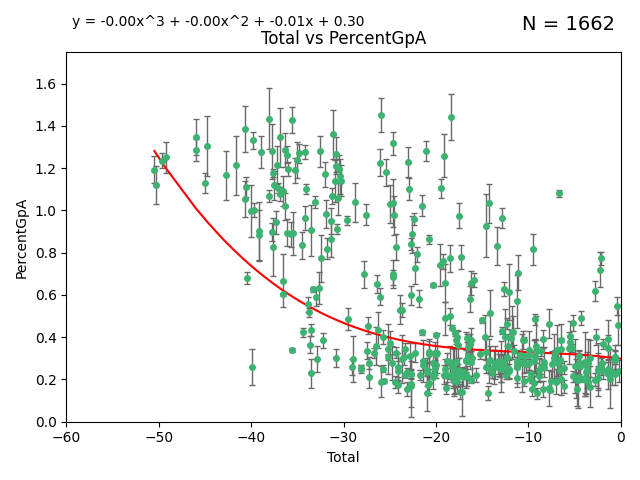 y = -0.00x^3 + -0.00x^2 + -0.01x + 0.30
N = 1662
Total vs PercentGpA
PercentGpA
1.6
1.4
1.2
1.0
0.8
0.6
0.4
0.2
0.0
−60 −50 −40 −30 −20 −10 0
Total